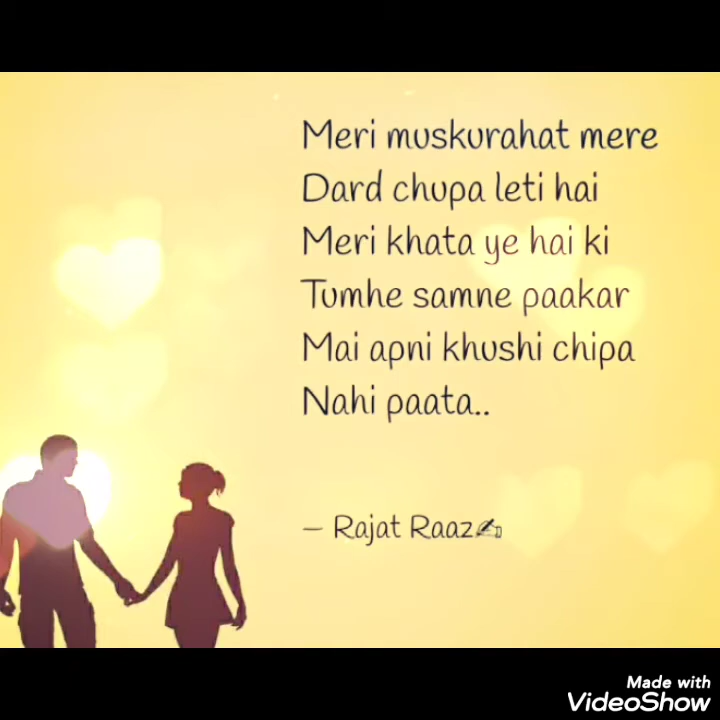 Meri muskurahat mere
Dard chupa leti hai
Meri khata ye hai ki
Tumhe samne paakar
Mai apni khushi chipa
Nahi paata..
– Rajat Raaz✍
Made with
VideoShow